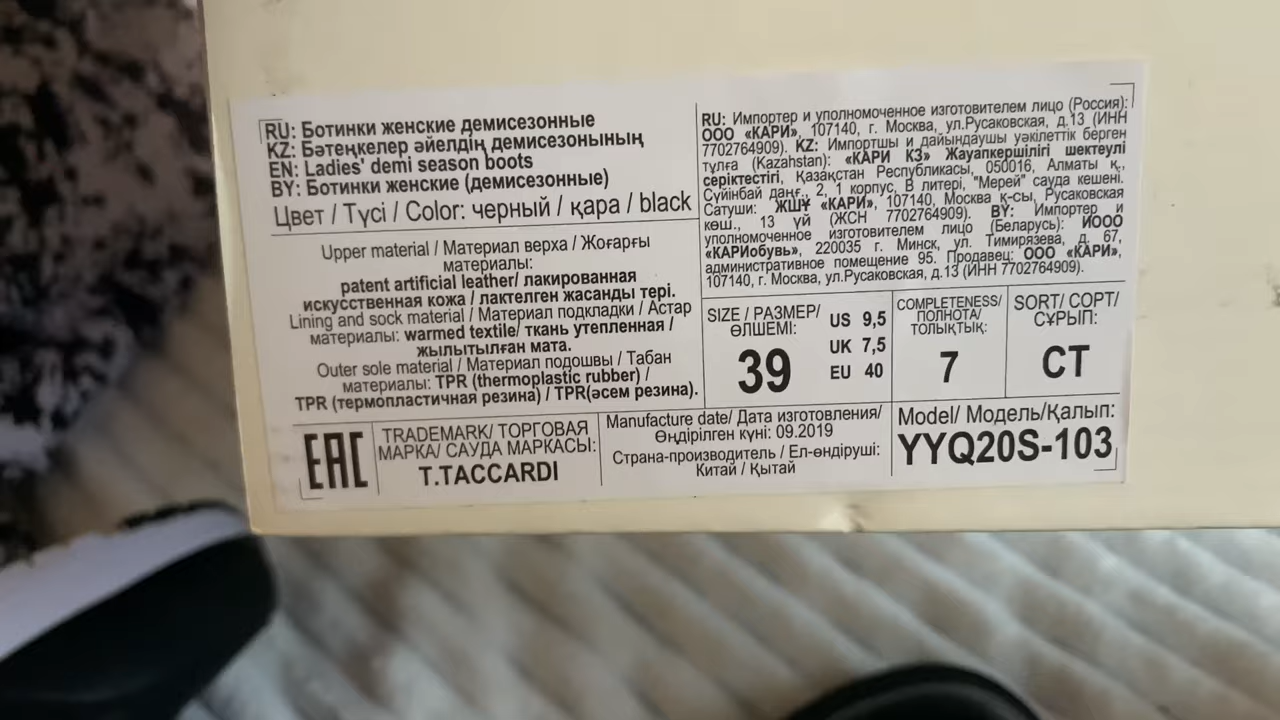 RU: Ботинки женские демисезонные
KZ: Бәтеңкелер әйелдің демисезонының
EN: Ladies' demi season boots
BY: Ботинки женские (демисезонные)
Цвет / Түсі / Color: черный / қара / black
Upper material / Материал верха / Жоғарғы
материалы:
patent artificial leather/ лакированная
искусственная кожа / лактелген жасанды тері.
Lining and sock material / Материал подкладки / Астар
материалы: warmed textile/ ткань утепленная /
жылытылған мата.
Outer sole material / Материал подошвы / Табан
материалы: TPR (thermoplastic rubber) /
TPR (термопластичная резина) / TPR(әсем резина).
RU: Импортер и уполномоченное изготовителем лицо (Россия):
ООО «КАРИ», 107140, г. Москва, ул.Русаковская, д.13 (ИНН
7702764909). KZ: Импортшы и дайындаушы уәкілеттік берген
тұлға (Kazahstan): «КАРИ КЗ» Жауапкершілігі шектеулі
серіктестігі, Қазақстан Республикасы, 050016, Алматы қ.,
Сүйінбай даңғ., 2, 1 корпус, В литері, "Мерей" сауда кешені.
Сатуши: ЖШҰ «КАРИ», 107140, Москва қ-сы, Русаковская
көш., 13 үй (ЖСН 7702764909). BY: Импортер и
уполномоченное изготовителем лицо (Беларусь): ИООО
«КАРИобувь», 220035 г. Минск, ул. Тимирязева, д. 67,
административное помещение 95. Продавец: ООО «КАРИ»,
107140, г. Москва, ул.Русаковская, д.13 (ИНН 7702764909).
SIZE / РАЗМЕР/
ӨЛШЕМІ:
39
US 9,5
UK 7,5
EU 40
COMPLETENESS/
ПОЛНОТА/
ТОЛЫҚТЫҚ:
7
SORT/ СОРТ/
СҰРЫП:
СТ
EAC
TRADEMARK/ ТОРГОВАЯ
МАРКА/ САУДА МАРКАСЫ:
T.TACCARDI
Manufacture date/ Дата изготовления/
Өңдірілген күні: 09.2019
Страна-производитель / Ел-өндіруші:
Китай / Қытай
Model/ Модель/Қалып:
YYQ20S-103